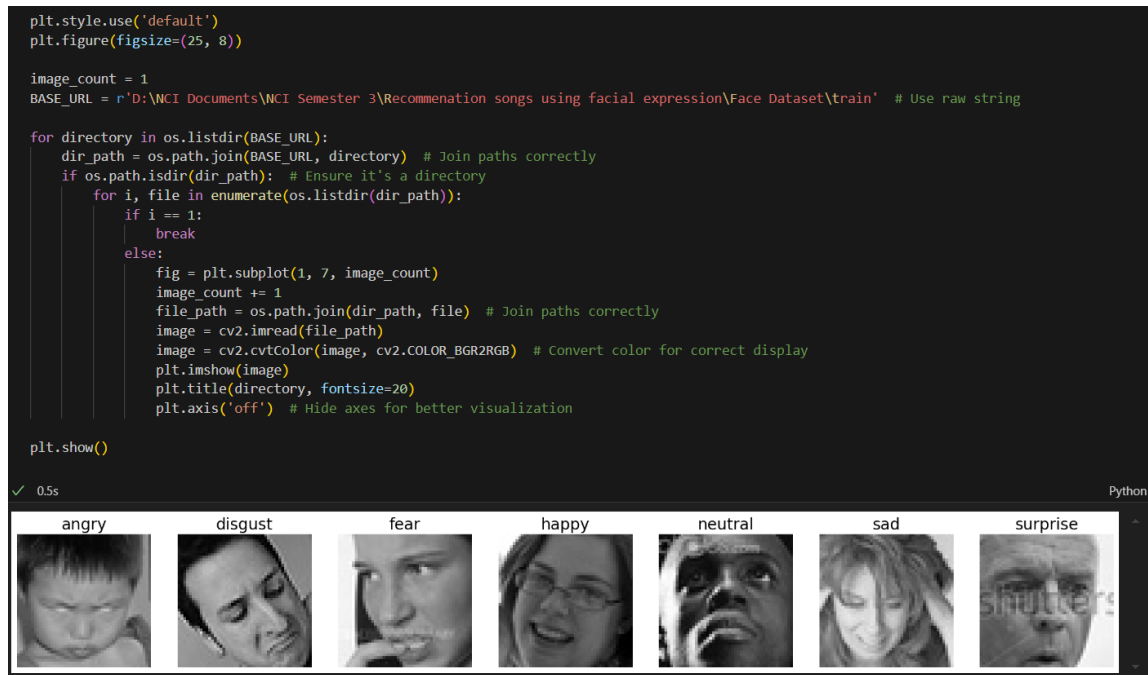 plt.style.use('default')
plt.figure(figsize=(25, 8))
image_count = 1
BASE_URL = r'D:\NCI Documents\NCI Semester 3\Recommenation songs using facial expression\Face Dataset\train'  # Use raw string
for directory in os.listdir(BASE_URL):
    dir_path = os.path.join(BASE_URL, directory)  # Join paths correctly
    if os.path.isdir(dir_path):  # Ensure it's a directory
        for i, file in enumerate(os.listdir(dir_path)):
            if i == 1:
                break
            else:
                fig = plt.subplot(1, 7, image_count)
                image_count += 1
                file_path = os.path.join(dir_path, file)  # Join paths correctly
                image = cv2.imread(file_path)
                image = cv2.cvtColor(image, cv2.COLOR_BGR2RGB)  # Convert color for correct display
                plt.imshow(image)
                plt.title(directory, fontsize=20)
                plt.axis('off')  # Hide axes for better visualization
plt.show()
0.5s Python
angry disgust fear happy neutral sad surprise
shutters